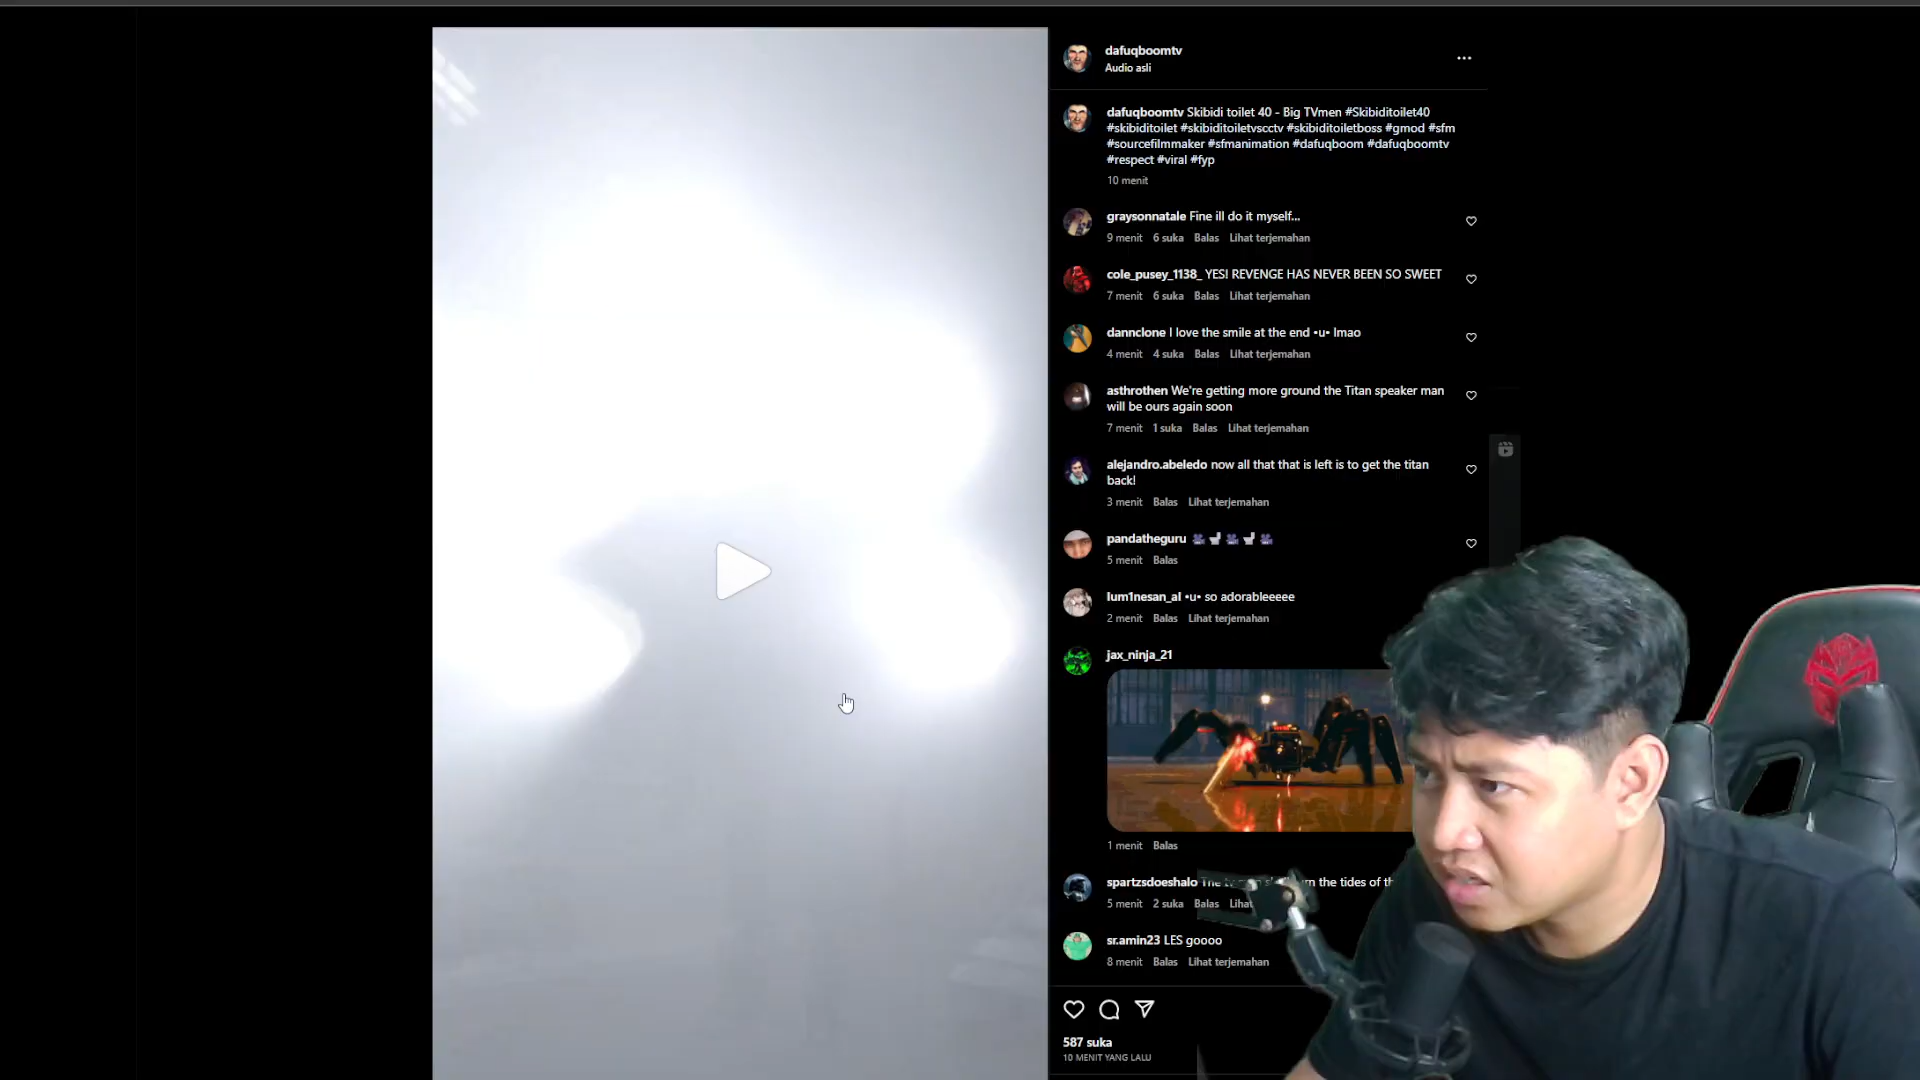 dafuqboomtv
Audio asli
dafuqboomtv Skibidi toilet 40 - Big TVmen #Skibiditoilet40
#skibiditoilet #skibiditoiletvscctv #skibiditoiletboss #gmod #sfm
#sourcefilmmaker #sfmanimation #dafuqboom #dafuqboomtv
#respect #viral #fyp
10 menit
graysonnatale Fine ill do it myself...
9 menit 6 suka Balas Lihat terjemahan
cole_pusey_1138_ YES! REVENGE HAS NEVER BEEN SO SWEET
7 menit 6 suka Balas Lihat terjemahan
dannclone I love the smile at the end •u• lmao
4 menit 4 suka Balas Lihat terjemahan
asthrothen We're getting more ground the Titan speaker man
will be ours again soon
7 menit 1 suka Balas Lihat terjemahan
alejandro.abeledo now all that that is left is to get the titan
back!
3 menit Balas Lihat terjemahan
pandatheguru 🎥🚽🎥🚽🎥
5 menit Balas
lum1nesan_al •u• so adorableeeee
2 menit Balas Lihat terjemahan
jax_ninja_21
1 menit Balas
spartzsdoeshalo The the tides of
5 menit 2 suka Balas
sr.amin23 LES goooo
8 menit Balas Lihat terjemahan
587 suka
10 MENIT YANG LALU